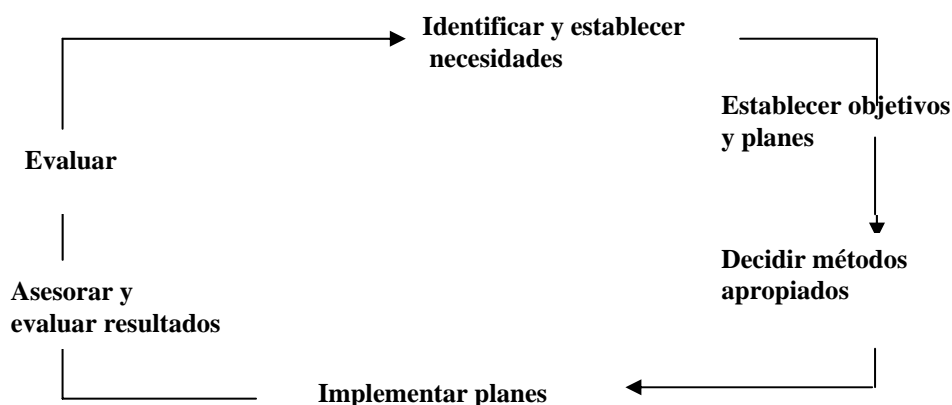 Identificar y establecer
necesidades
Establecer objetivos
y planes
Decidir métodos
apropiados
Implementar planes
Asesorar y
evaluar resultados
Evaluar